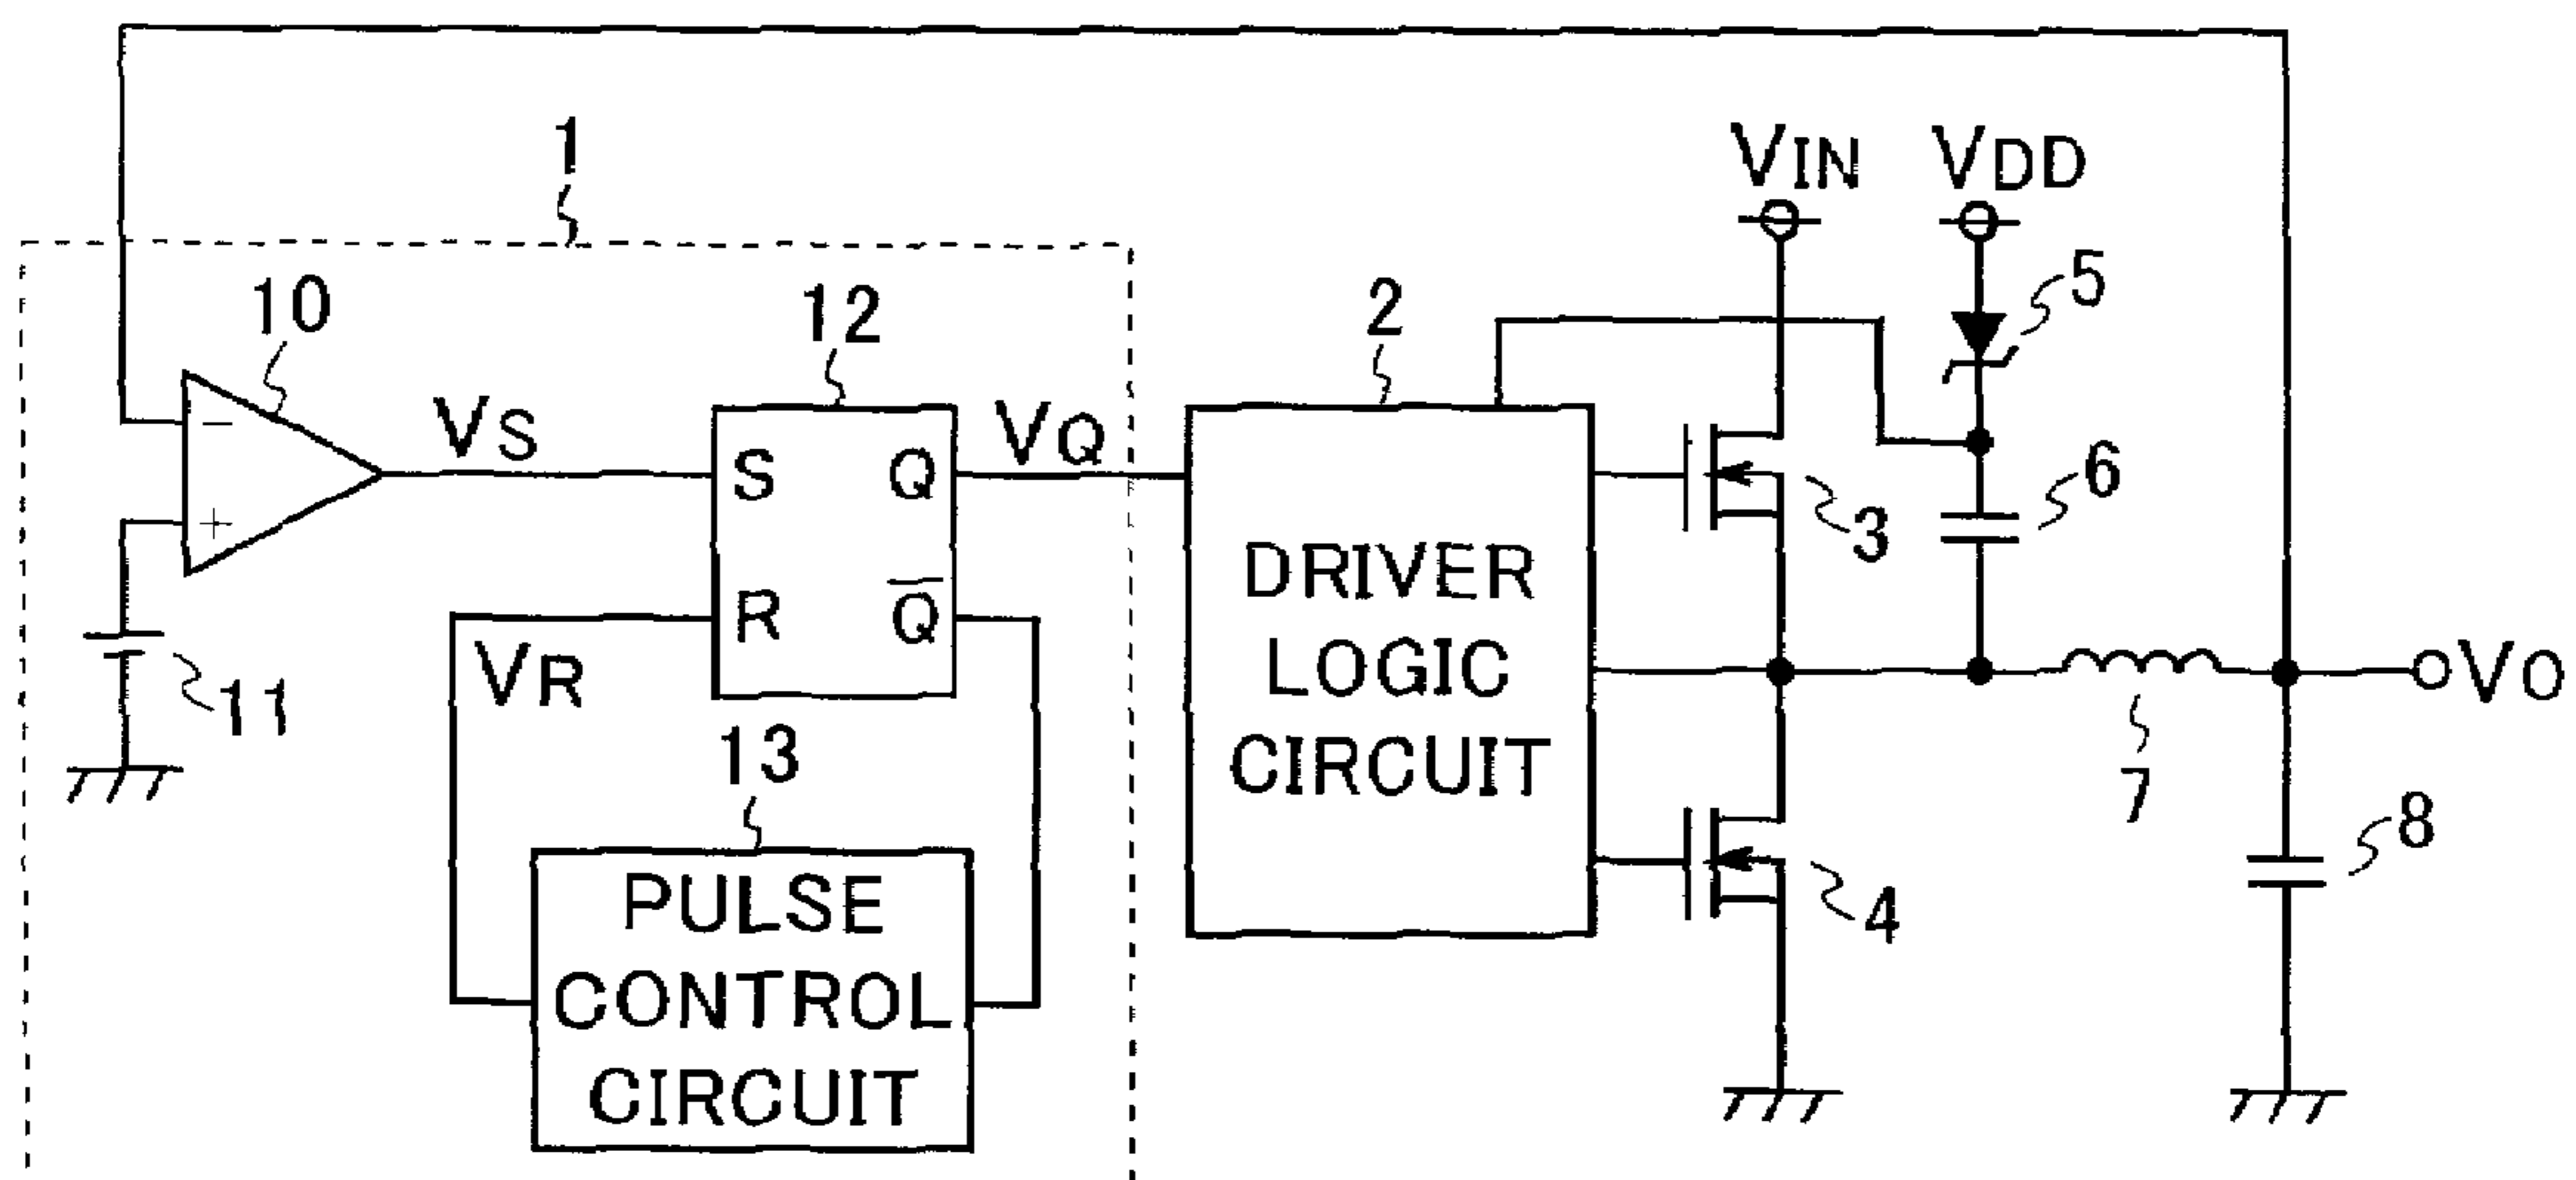 1
VIN
VDD
10
12
2
5
VS
S
Q
VQ
6
−
+
3
DRIVER
LOGIC
CIRCUIT
R
Q̅
VR
11
VO
13
7
PULSE
CONTROL
CIRCUIT
8
4